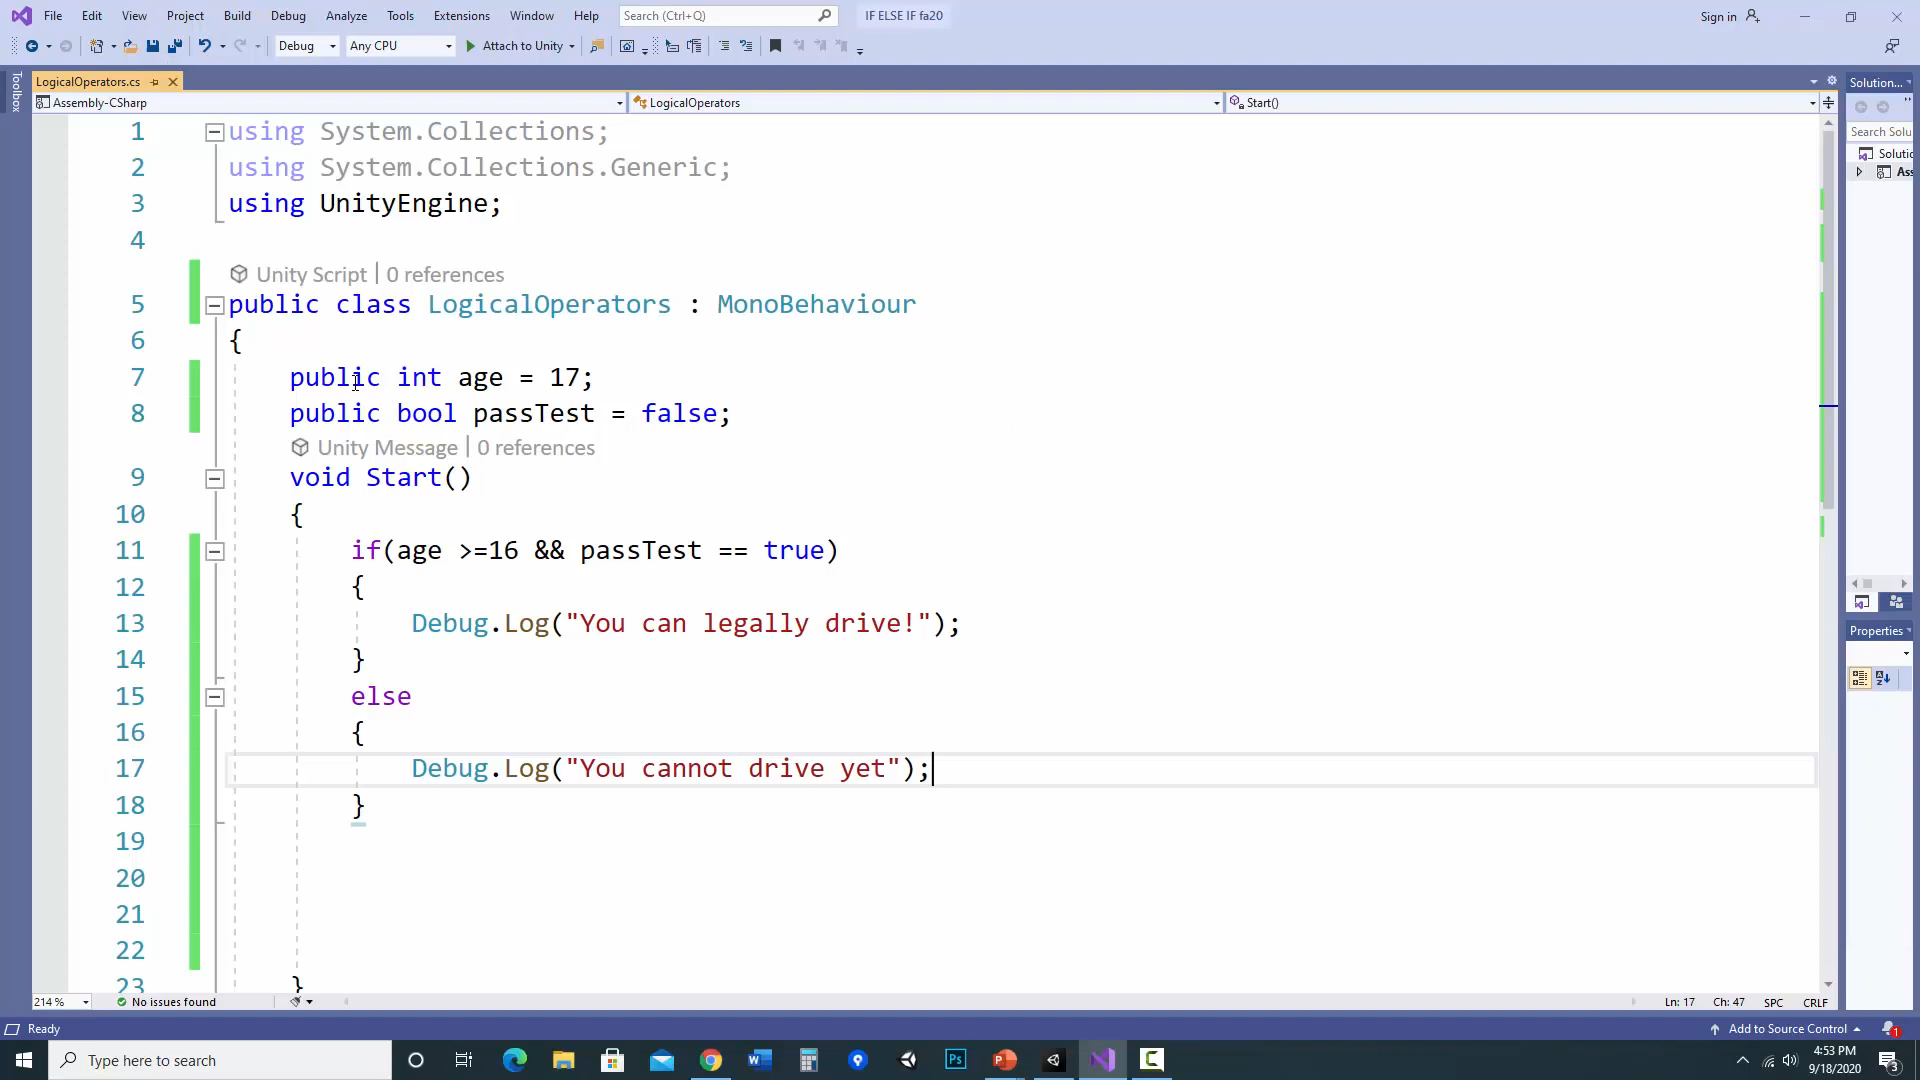 File Edit View Project Build Debug Analyze Tools Extensions Window Help Search (Ctrl+Q) IF ELSE IF fa20 Sign in
Debug Any CPU Attach to Unity
Toolbox
LogicalOperators.cs
Solution...
Assembly-CSharp LogicalOperators Start()
Search Solu
Soluti
Ass
1 using System.Collections;
2 using System.Collections.Generic;
3 using UnityEngine;
4
Unity Script | 0 references
5 public class LogicalOperators : MonoBehaviour
6 {
7 public int age = 17;
8 public bool passTest = false;
Unity Message | 0 references
9 void Start()
10 {
11 if(age >=16 && passTest == true)
12 {
13 Debug.Log("You can legally drive!");
14 }
15 else
16 {
17 Debug.Log("You cannot drive yet");
18 }
19
20
21
22
23 }
Properties
214 % No issues found Ln: 17 Ch: 47 SPC CRLF
Ready Add to Source Control 1
Type here to search
4:53 PM
9/18/2020
3